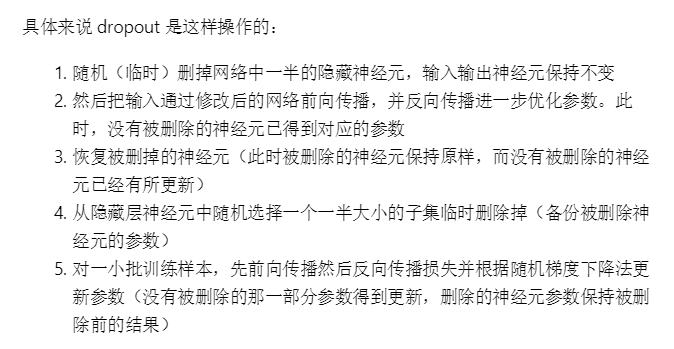 具体来说 dropout 是这样操作的：
1. 随机（临时）删掉网络中一半的隐藏神经元，输入输出神经元保持不变
2. 然后把输入通过修改后的网络前向传播，并反向传播进一步优化参数。此
时，没有被删除的神经元已得到对应的参数
3. 恢复被删掉的神经元（此时被删除的神经元保持原样，而没有被删除的神经
元已经有所更新）
4. 从隐藏层神经元中随机选择一个一半大小的子集临时删除掉（备份被删除神
经元的参数）
5. 对一小批训练样本，先前向传播然后反向传播损失并根据随机梯度下降法更
新参数（没有被删除的那一部分参数得到更新，删除的神经元参数保持被删
除前的结果）